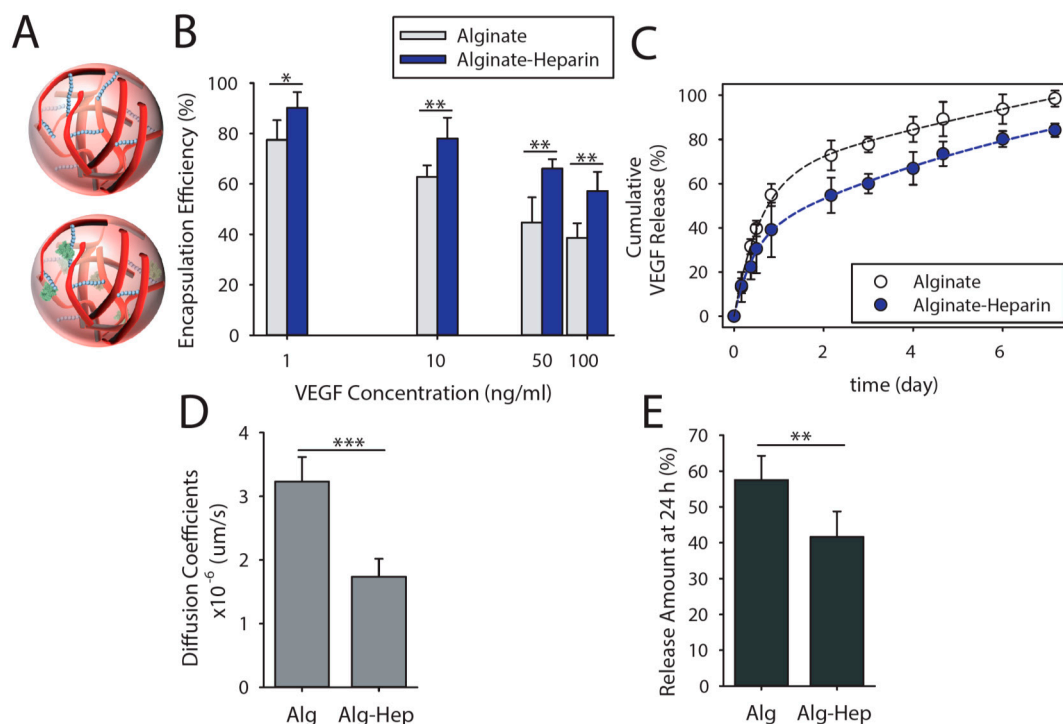 A
B
Alginate
Alginate-Heparin
Encapsulation Efficiency (%)
100
80
60
40
20
0
*
**
**
**
1
10
50
100
VEGF Concentration (ng/ml)
C
Cumulative
VEGF Release (%)
100
80
60
40
20
0
Alginate
Alginate-Heparin
0
2
4
6
time (day)
D
Diffusion Coefficients
x10⁻⁶ (um/s)
4
3
2
1
0
***
Alg
Alg-Hep
E
Release Amount at 24 h (%)
70
60
50
40
30
20
10
0
**
Alg
Alg-Hep